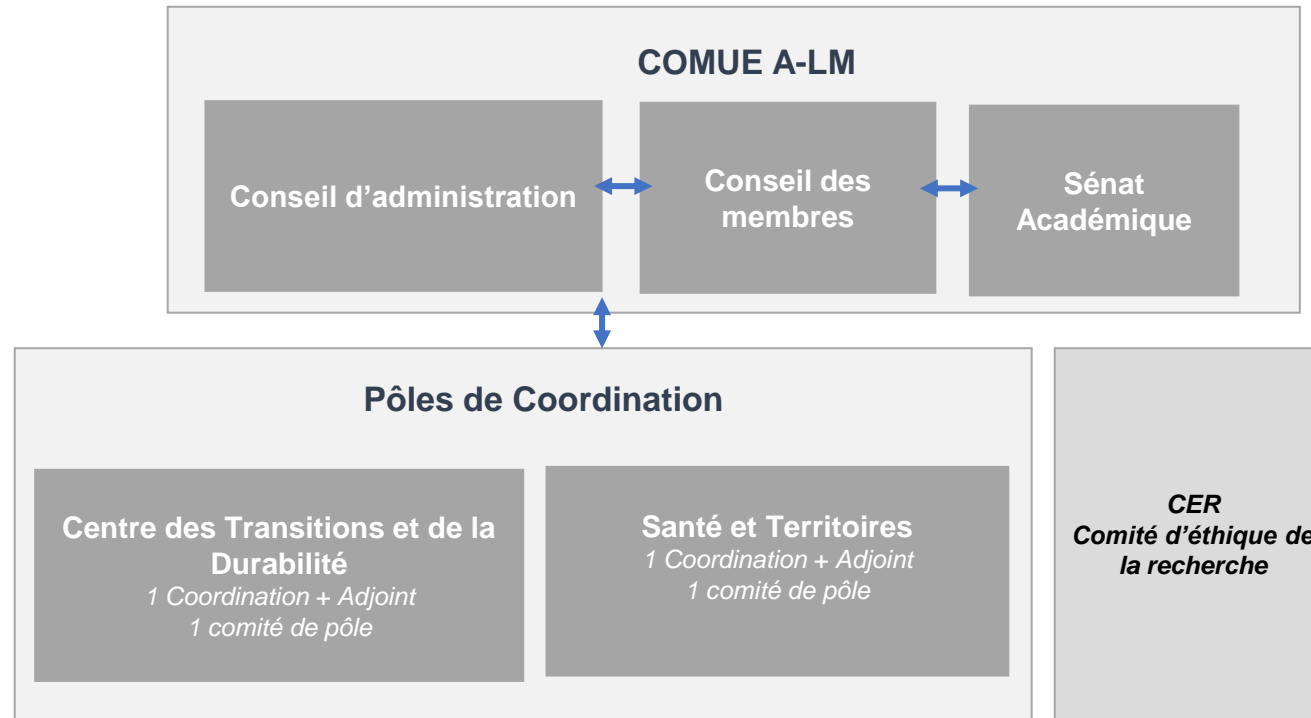 COMUE A-LM
Conseil d’administration
Conseil des
membres
Sénat
Académique
Pôles de Coordination
Centre des Transitions et de la
Durabilité
1 Coordination + Adjoint
1 comité de pôle
Santé et Territoires
1 Coordination + Adjoint
1 comité de pôle
CER
Comité d’éthique de
la recherche